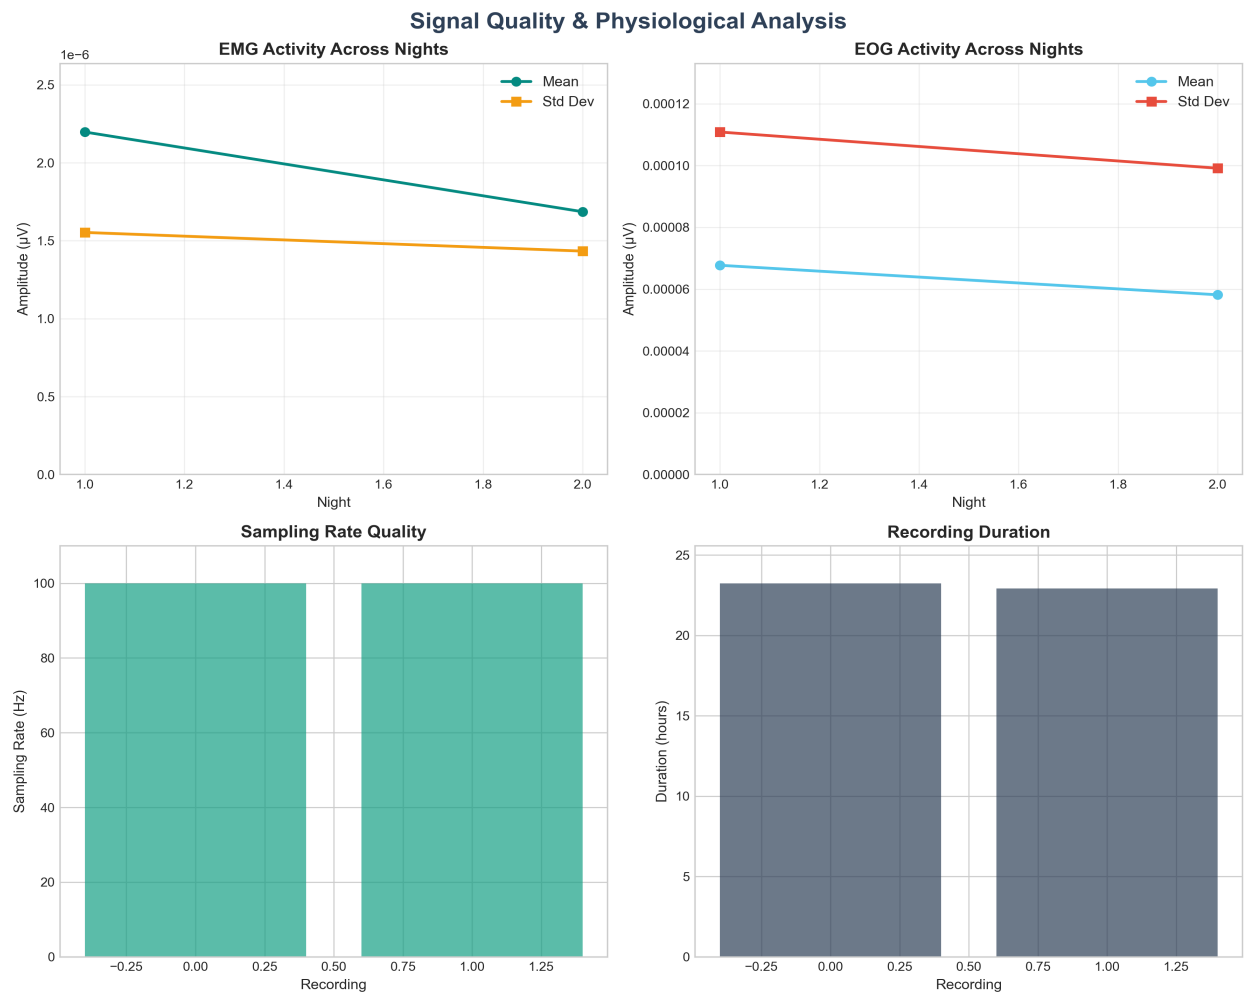 Signal Quality & Physiological Analysis
EMG Activity Across Nights
1e−6
2.5
2.0
1.5
1.0
0.5
0.0
Amplitude (µV)
Mean
Std Dev
1.0 1.2 1.4 1.6 1.8 2.0
Night
EOG Activity Across Nights
0.00012
0.00010
0.00008
0.00006
0.00004
0.00002
0.00000
Amplitude (µV)
Mean
Std Dev
1.0 1.2 1.4 1.6 1.8 2.0
Night
Sampling Rate Quality
100
80
60
40
20
0
Sampling Rate (Hz)
−0.25 0.00 0.25 0.50 0.75 1.00 1.25
Recording
Recording Duration
25
20
15
10
5
0
Duration (hours)
−0.25 0.00 0.25 0.50 0.75 1.00 1.25
Recording